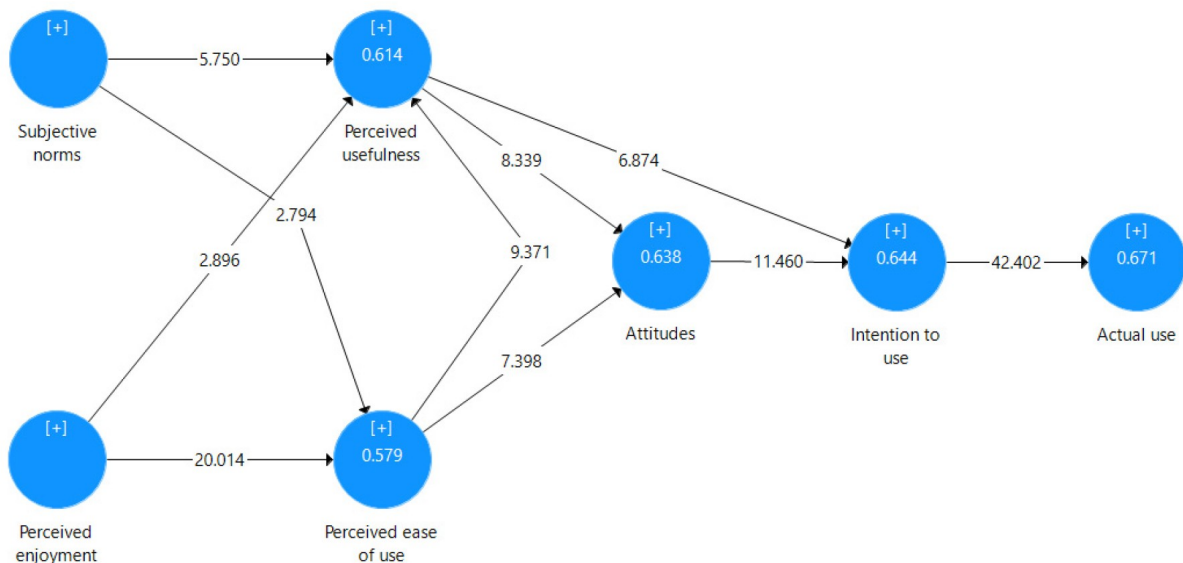 [+]
5.750
[+]
0.614
Subjective
norms
Perceived
usefulness
8.339
6.874
2.794
2.896
9.371
[+]
0.638
11.460
[+]
0.644
42.402
[+]
0.671
Attitudes
Intention to
use
Actual use
7.398
[+]
20.014
[+]
0.579
Perceived
enjoyment
Perceived ease
of use